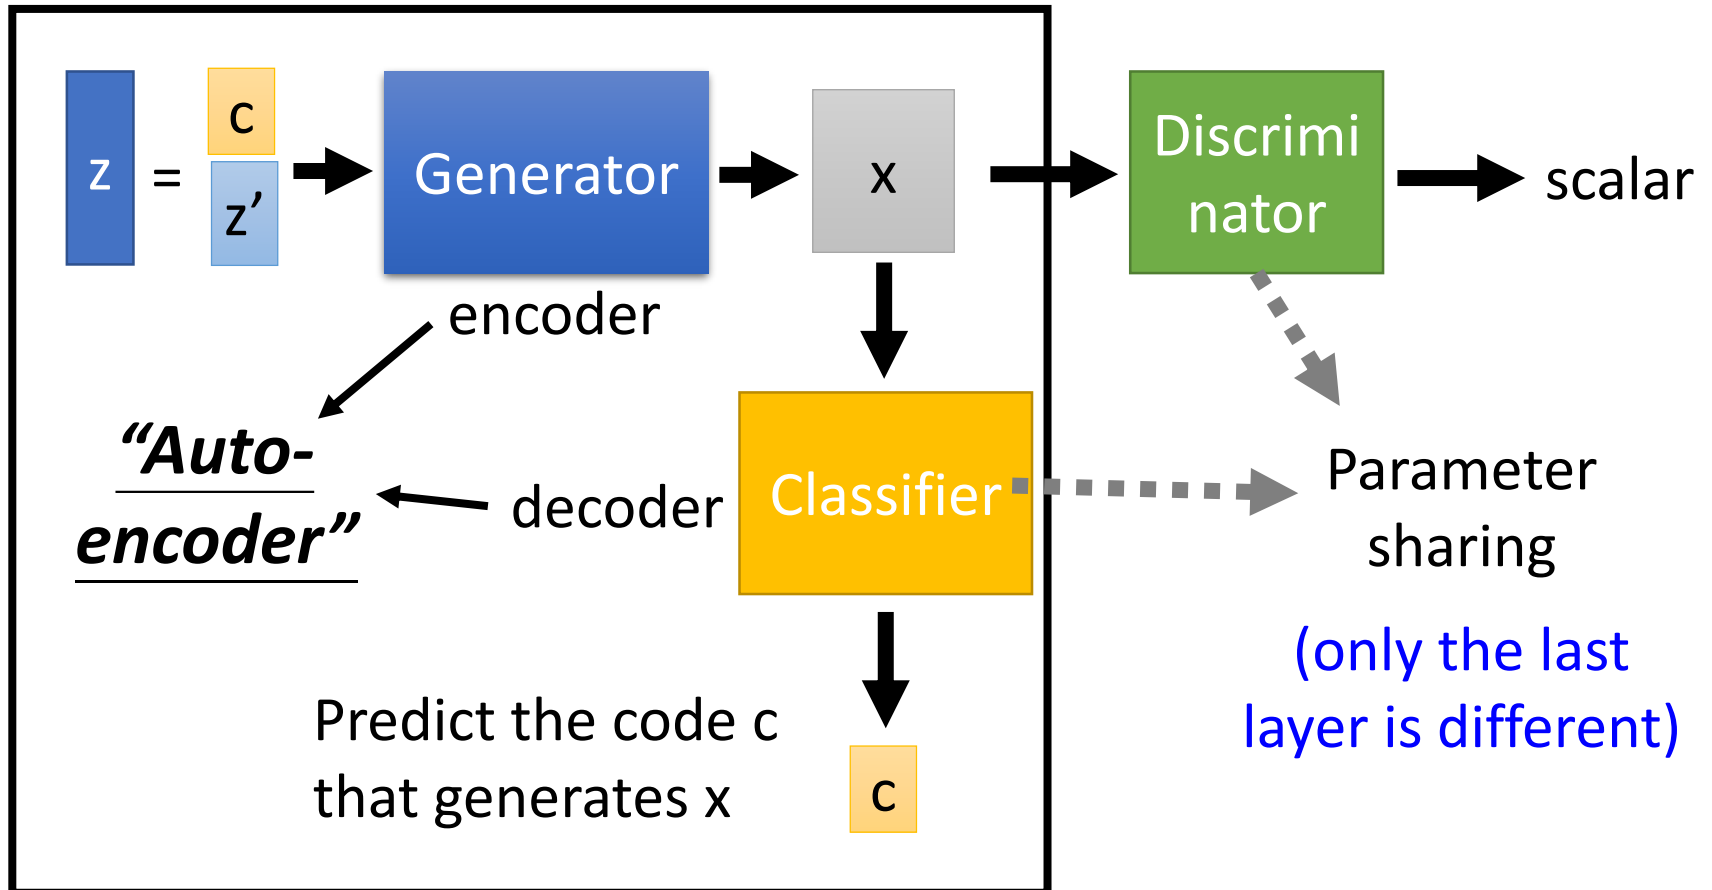 z
=
c
z’
Generator
x
Discrimi
nator
scalar
encoder
“Auto-
encoder”
decoder
Classifier
Parameter
sharing
(only the last
layer is different)
Predict the code c
that generates x
c